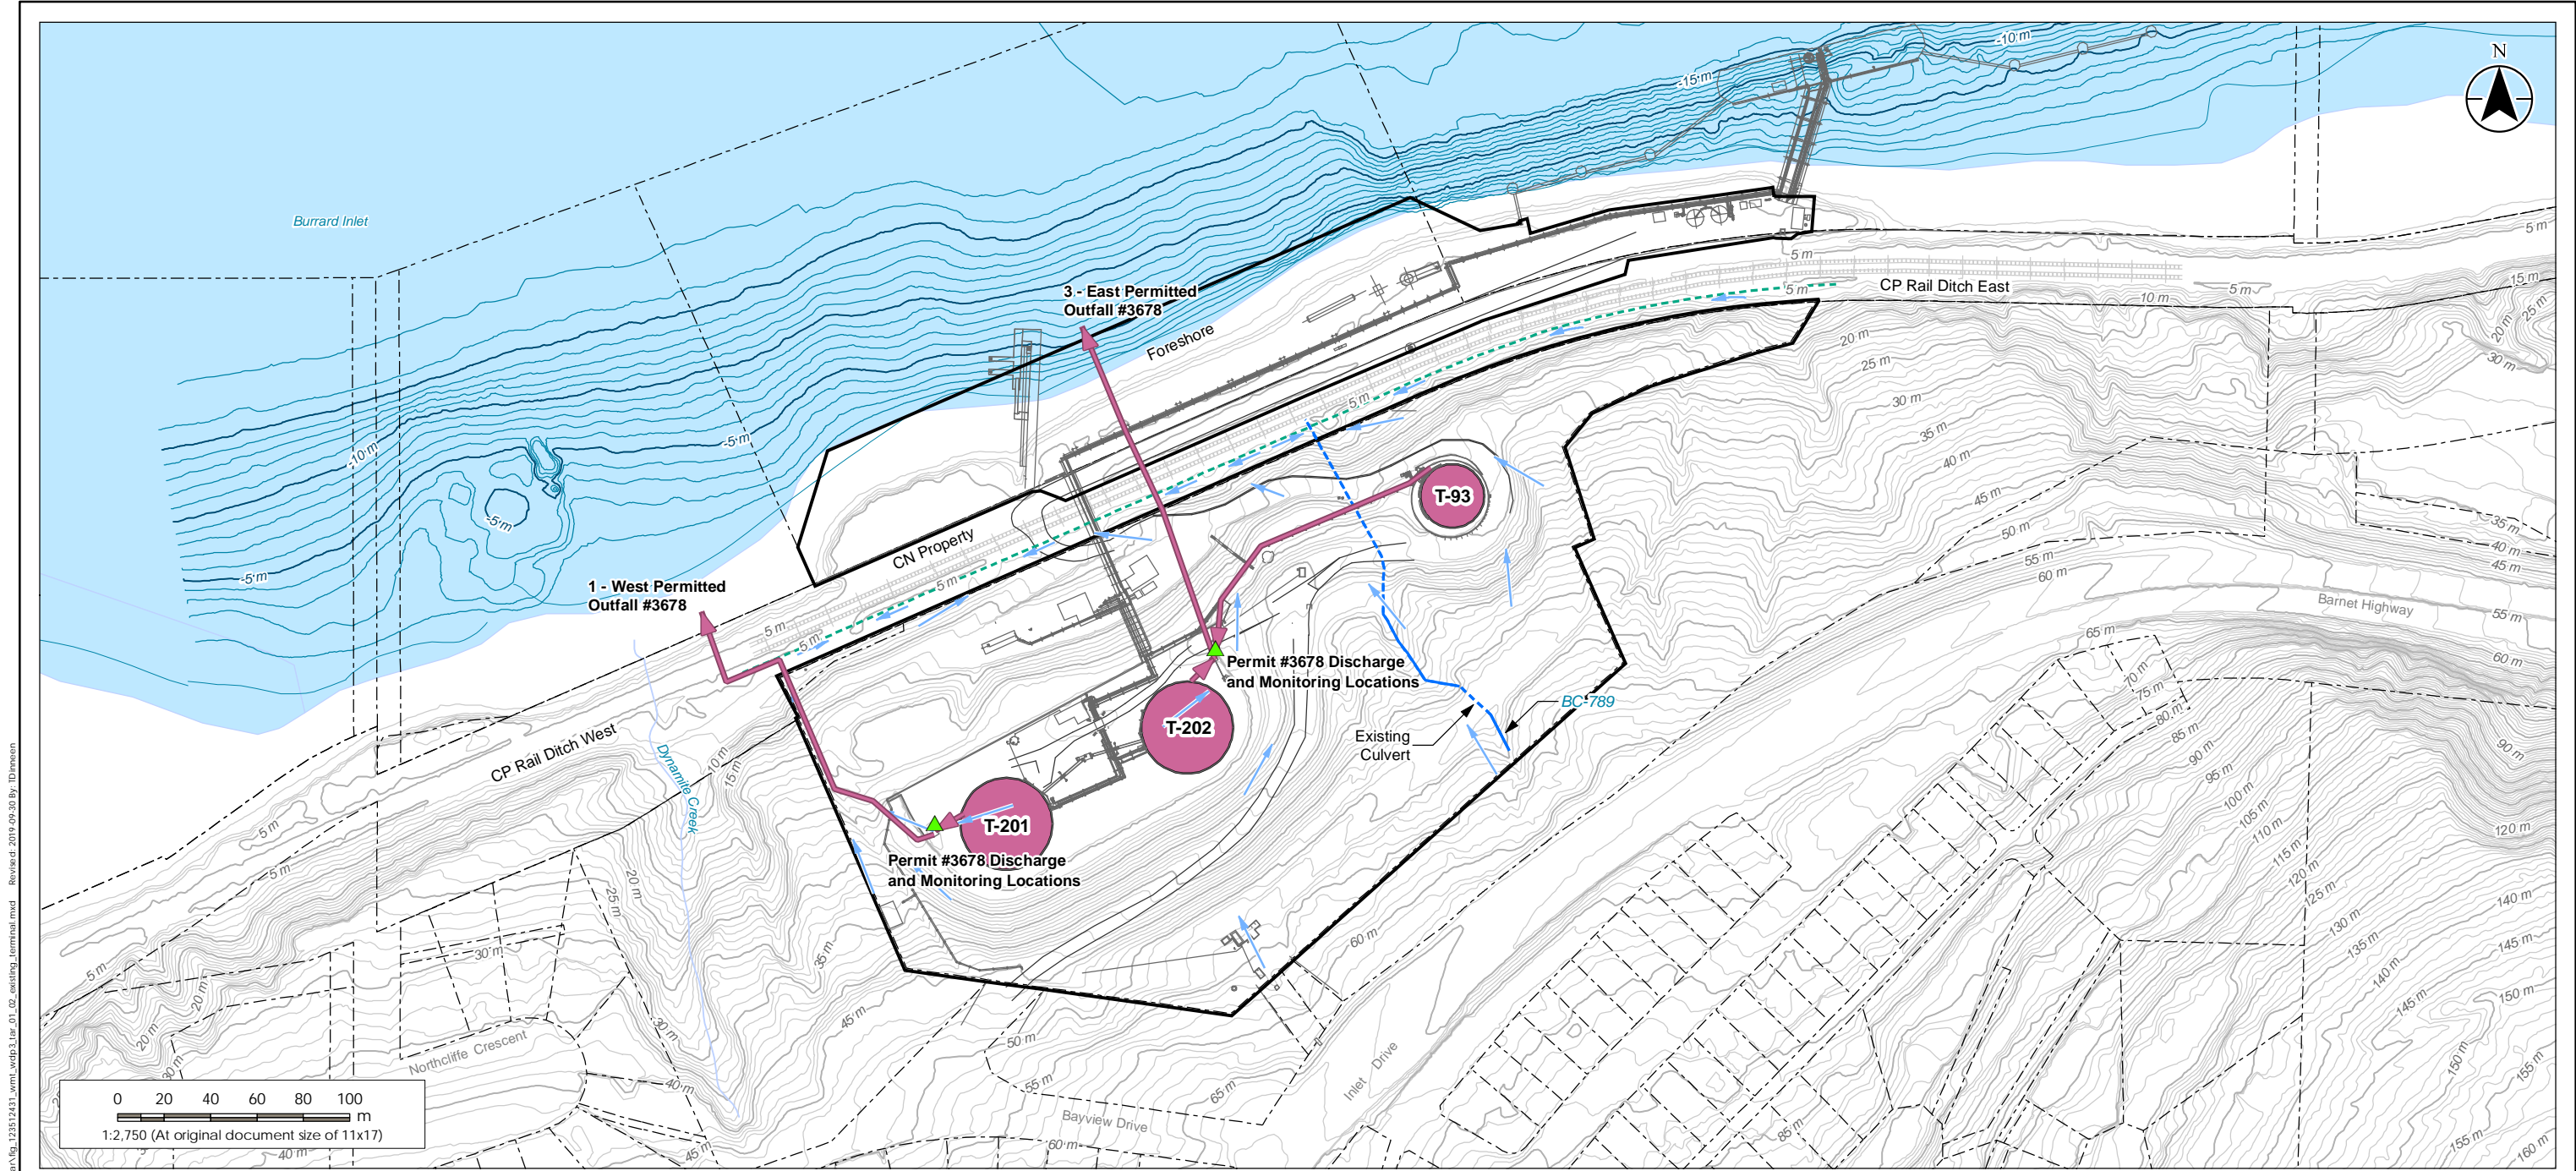 -10 m
N
-15 m
Burrard Inlet
5 m
5 m
15 m
3 - East Permitted
Outfall #3678
CP Rail Ditch East
5 m
10 m
5 m
25 m
20 m
Foreshore
20 m
30 m
25 m
5 m
30 m
-5 m
35 m
-10 m
40 m
T-93
45 m
-5 m
35 m
50 m
CN Property
40 m
55 m
45 m
-5 m
5 m
60 m
1 - West Permitted
Outfall #3678
Barnet Highway
55 m
5 m
65 m
5 m
Permit #3678 Discharge
and Monitoring Locations
60 m
70 m
75 m
BC-789
80 m
T-202
85 m
Existing
Culvert
CP Rail Ditch West
Dynamite Creek
10 m
15 m
90 m
90 m
95 m
100 m
105 m
110 m
5 m
T-201
120 m
115 m
Permit #3678 Discharge
and Monitoring Locations
5 m
20 m
25 m
120 m
125 m
140 m
130 m
60 m
30 m
35 m
135 m
145 m
5 m
140 m
20 m
45 m
30 m
150 m
145 m
20 m
50 m
Northcliffe Crescent
Inlet Drive
150 m
155 m
30 m
55 m
40 m
65 m
0 20 40 60 80 100
m
1:2,750 (At original document size of 11x17)
Bayview Drive
85 m
60 m
155 m
160 m
40 m
45 m
Revised: 2019-09-30 By: TDinneen